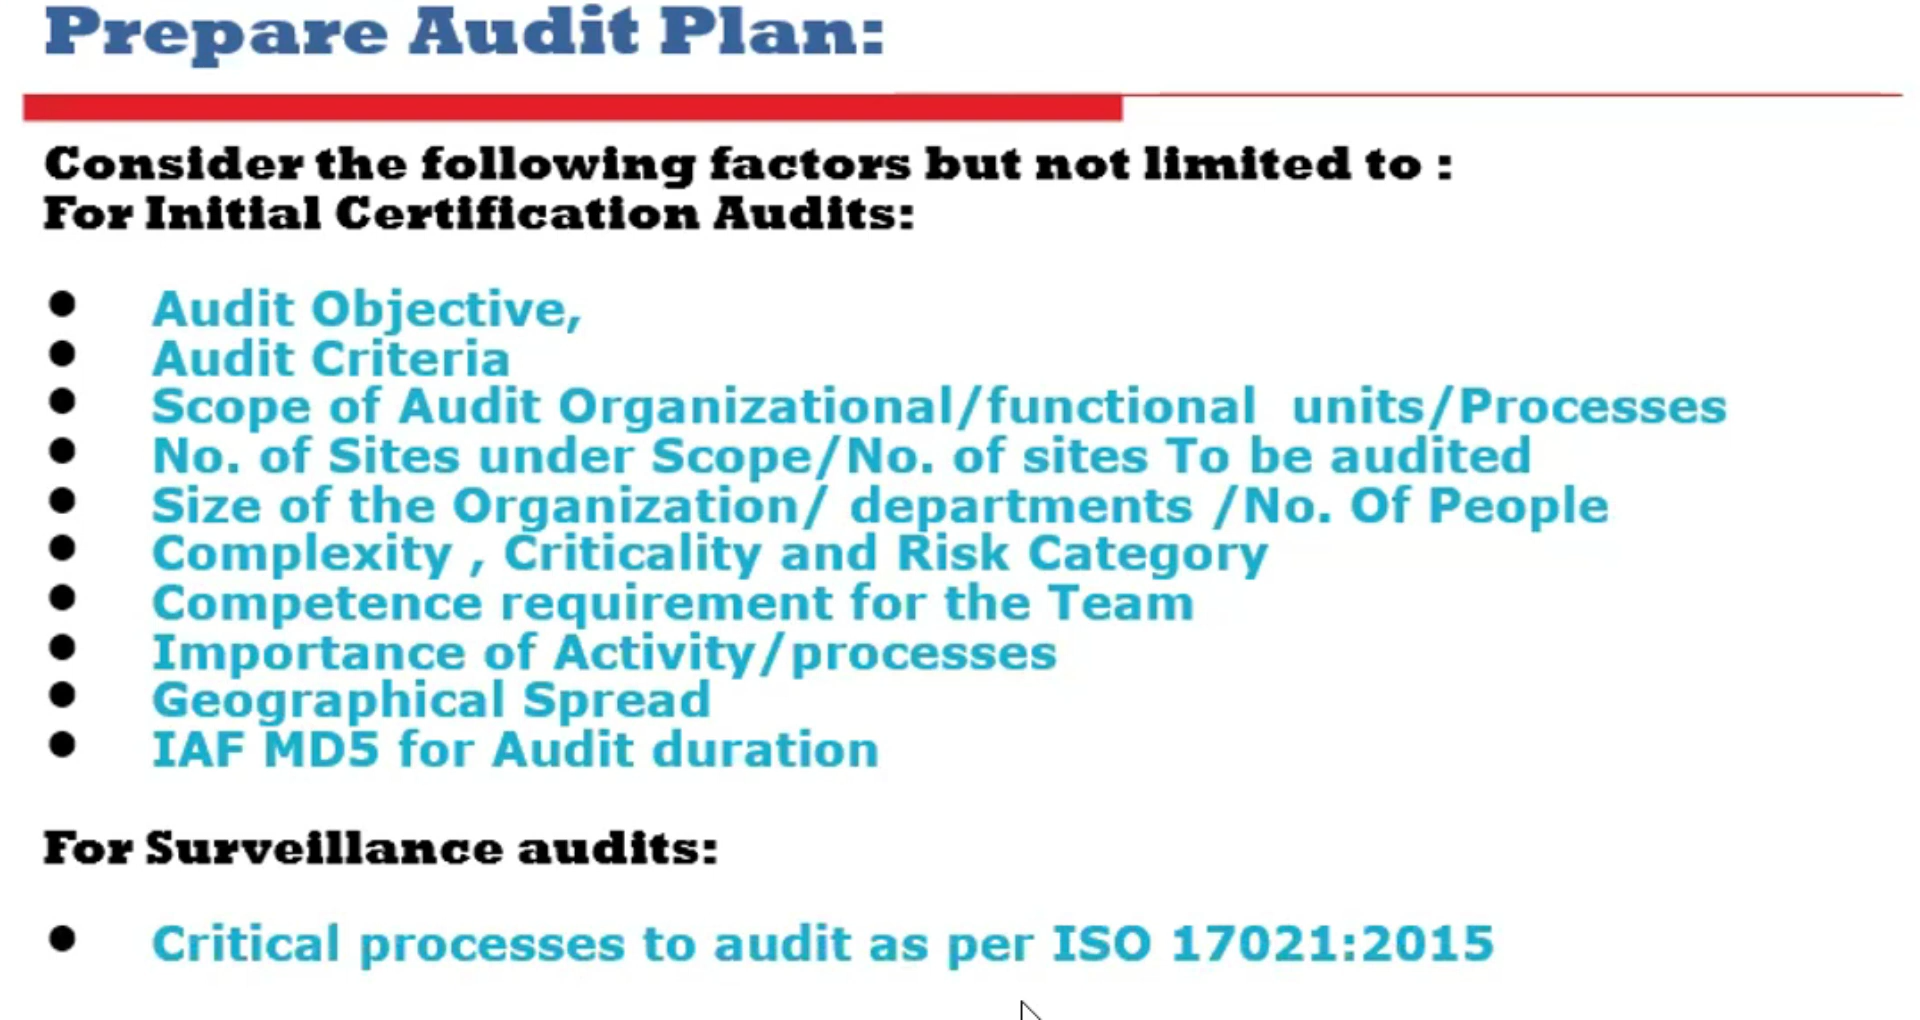 Prepare Audit Plan:
Consider the following factors but not limited to :
For Initial Certification Audits:
● Audit Objective,
● Audit Criteria
● Scope of Audit Organizational/functional units/Processes
● No. of Sites under Scope/No. of sites To be audited
● Size of the Organization/ departments /No. Of People
● Complexity , Criticality and Risk Category
● Competence requirement for the Team
● Importance of Activity/processes
● Geographical Spread
● IAF MD5 for Audit duration
For Surveillance audits:
● Critical processes to audit as per ISO 17021:2015